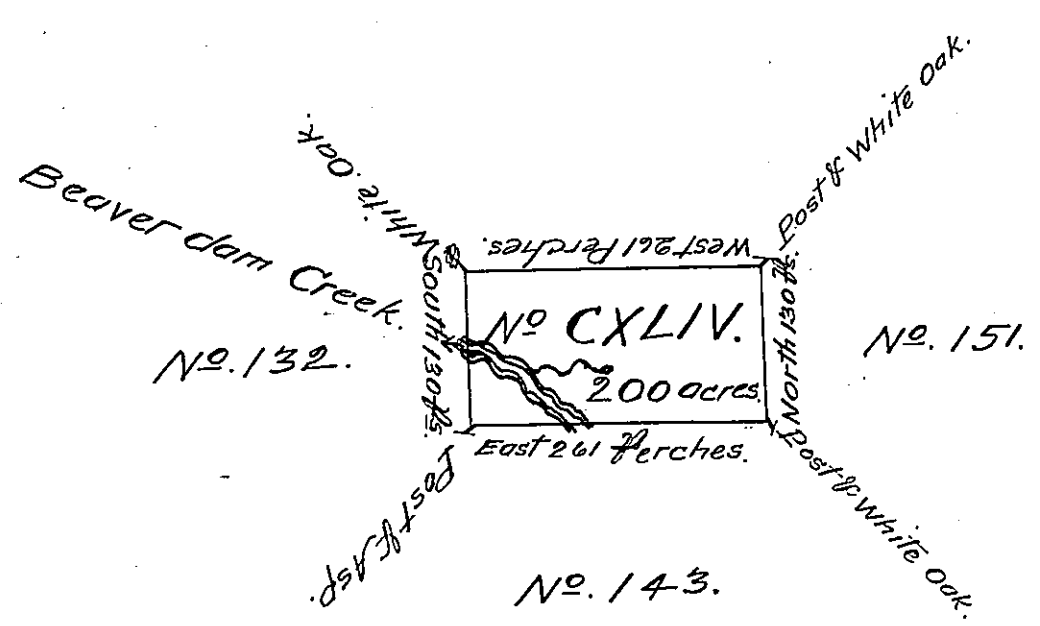 Post & White Oak.
White Oak.
Beaver dam Creek.
West 261 Perches.
South 130 ps.
North 130 ps.
Nº CXLIV.
200 acres.
Nº. 132.
Nº. 151.
East 261 Perches.
Post & Asp.
Post & White Oak.
Nº. 143.